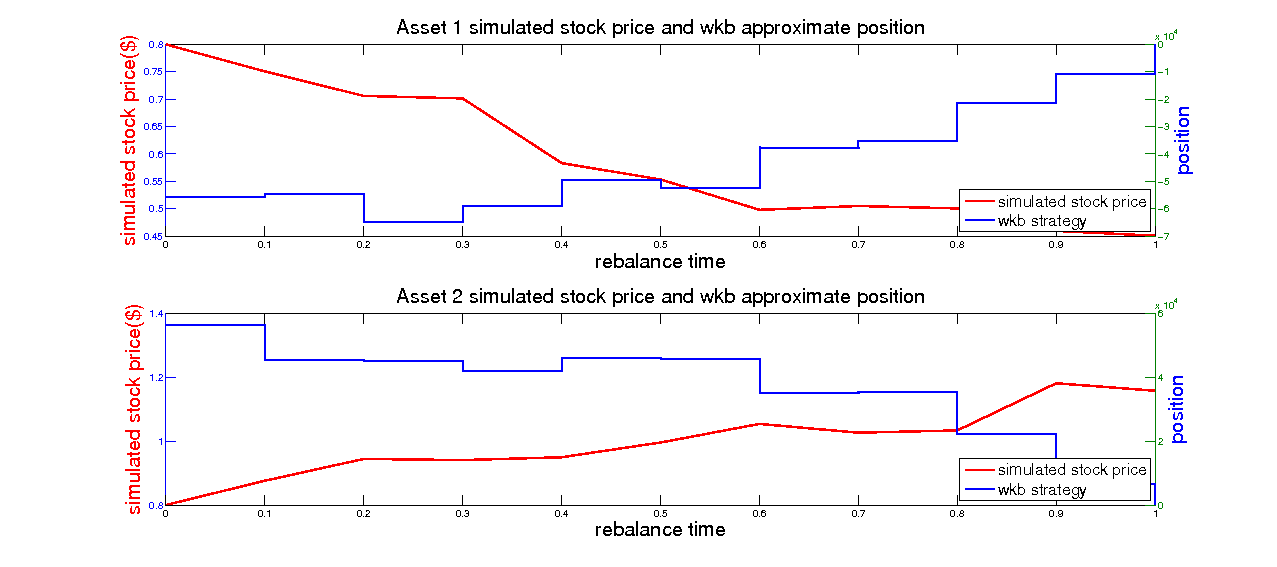 Asset 1 simulated stock price and wkb approximate position
x 10^4
simulated stock price($)
0.8
0.75
0.7
0.65
0.6
0.55
0.5
0.45
0
-1
-2
-3
-4
-5
-6
-7
position
simulated stock price
wkb strategy
0 0.1 0.2 0.3 0.4 0.5 0.6 0.7 0.8 0.9 1
rebalance time
Asset 2 simulated stock price and wkb approximate position
x 10^4
simulated stock price($)
1.4
1.2
1
0.8
6
4
2
0
position
simulated stock price
wkb strategy
0 0.1 0.2 0.3 0.4 0.5 0.6 0.7 0.8 0.9 1
rebalance time